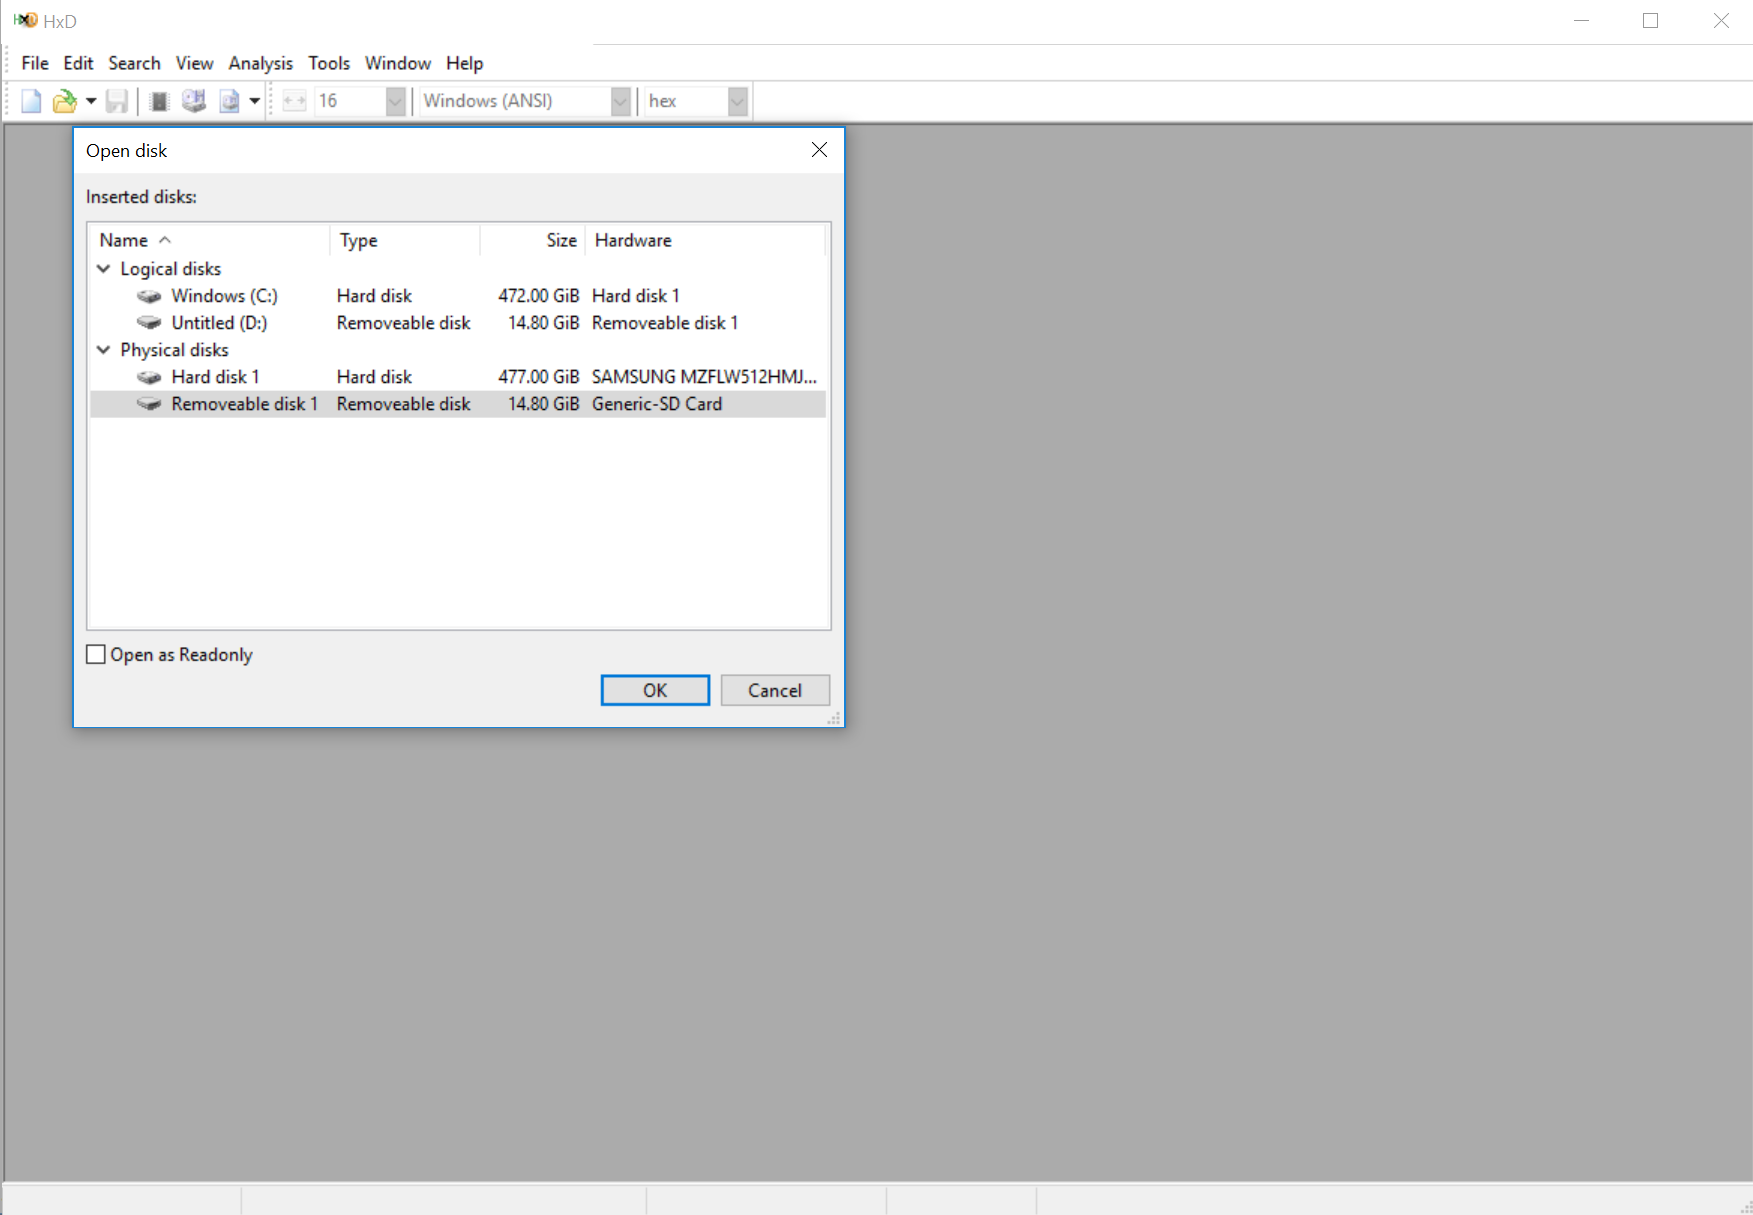 HxD
File Edit Search View Analysis Tools Window Help
16 Windows (ANSI) hex
Open disk
Inserted disks:
Name Type Size Hardware
Logical disks
Windows (C:) Hard disk 472.00 GiB Hard disk 1
Untitled (D:) Removeable disk 14.80 GiB Removeable disk 1
Physical disks
Hard disk 1 Hard disk 477.00 GiB SAMSUNG MZFLW512HMJ...
Removeable disk 1 Removeable disk 14.80 GiB Generic-SD Card
Open as Readonly
OK Cancel